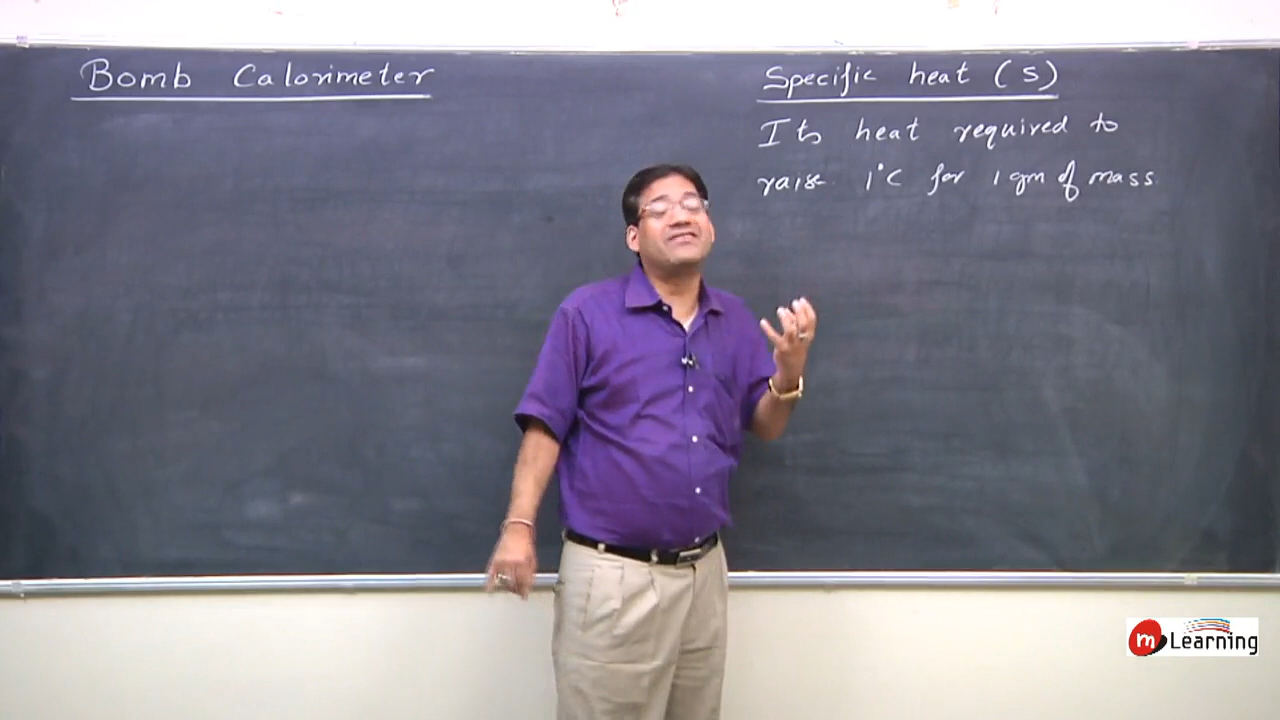 Bomb Calorimeter
Specific heat (s)
Its heat required to
raise 1°C for 1 gm of mass
m Learning